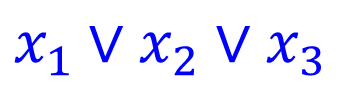 x₁ ∨ x₂ ∨ x₃